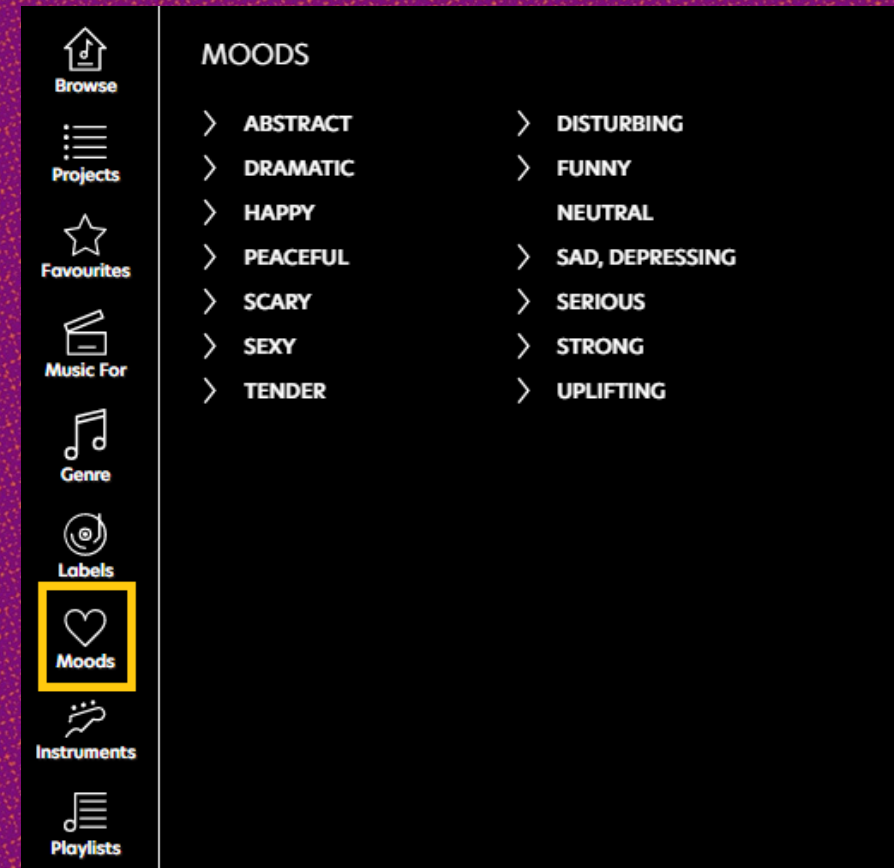 Browse
Projects
Favourites
Music For
Genre
Labels
Moods
Instruments
Playlists
MOODS
ABSTRACT
DRAMATIC
HAPPY
PEACEFUL
SCARY
SEXY
TENDER
DISTURBING
FUNNY
NEUTRAL
SAD, DEPRESSING
SERIOUS
STRONG
UPLIFTING